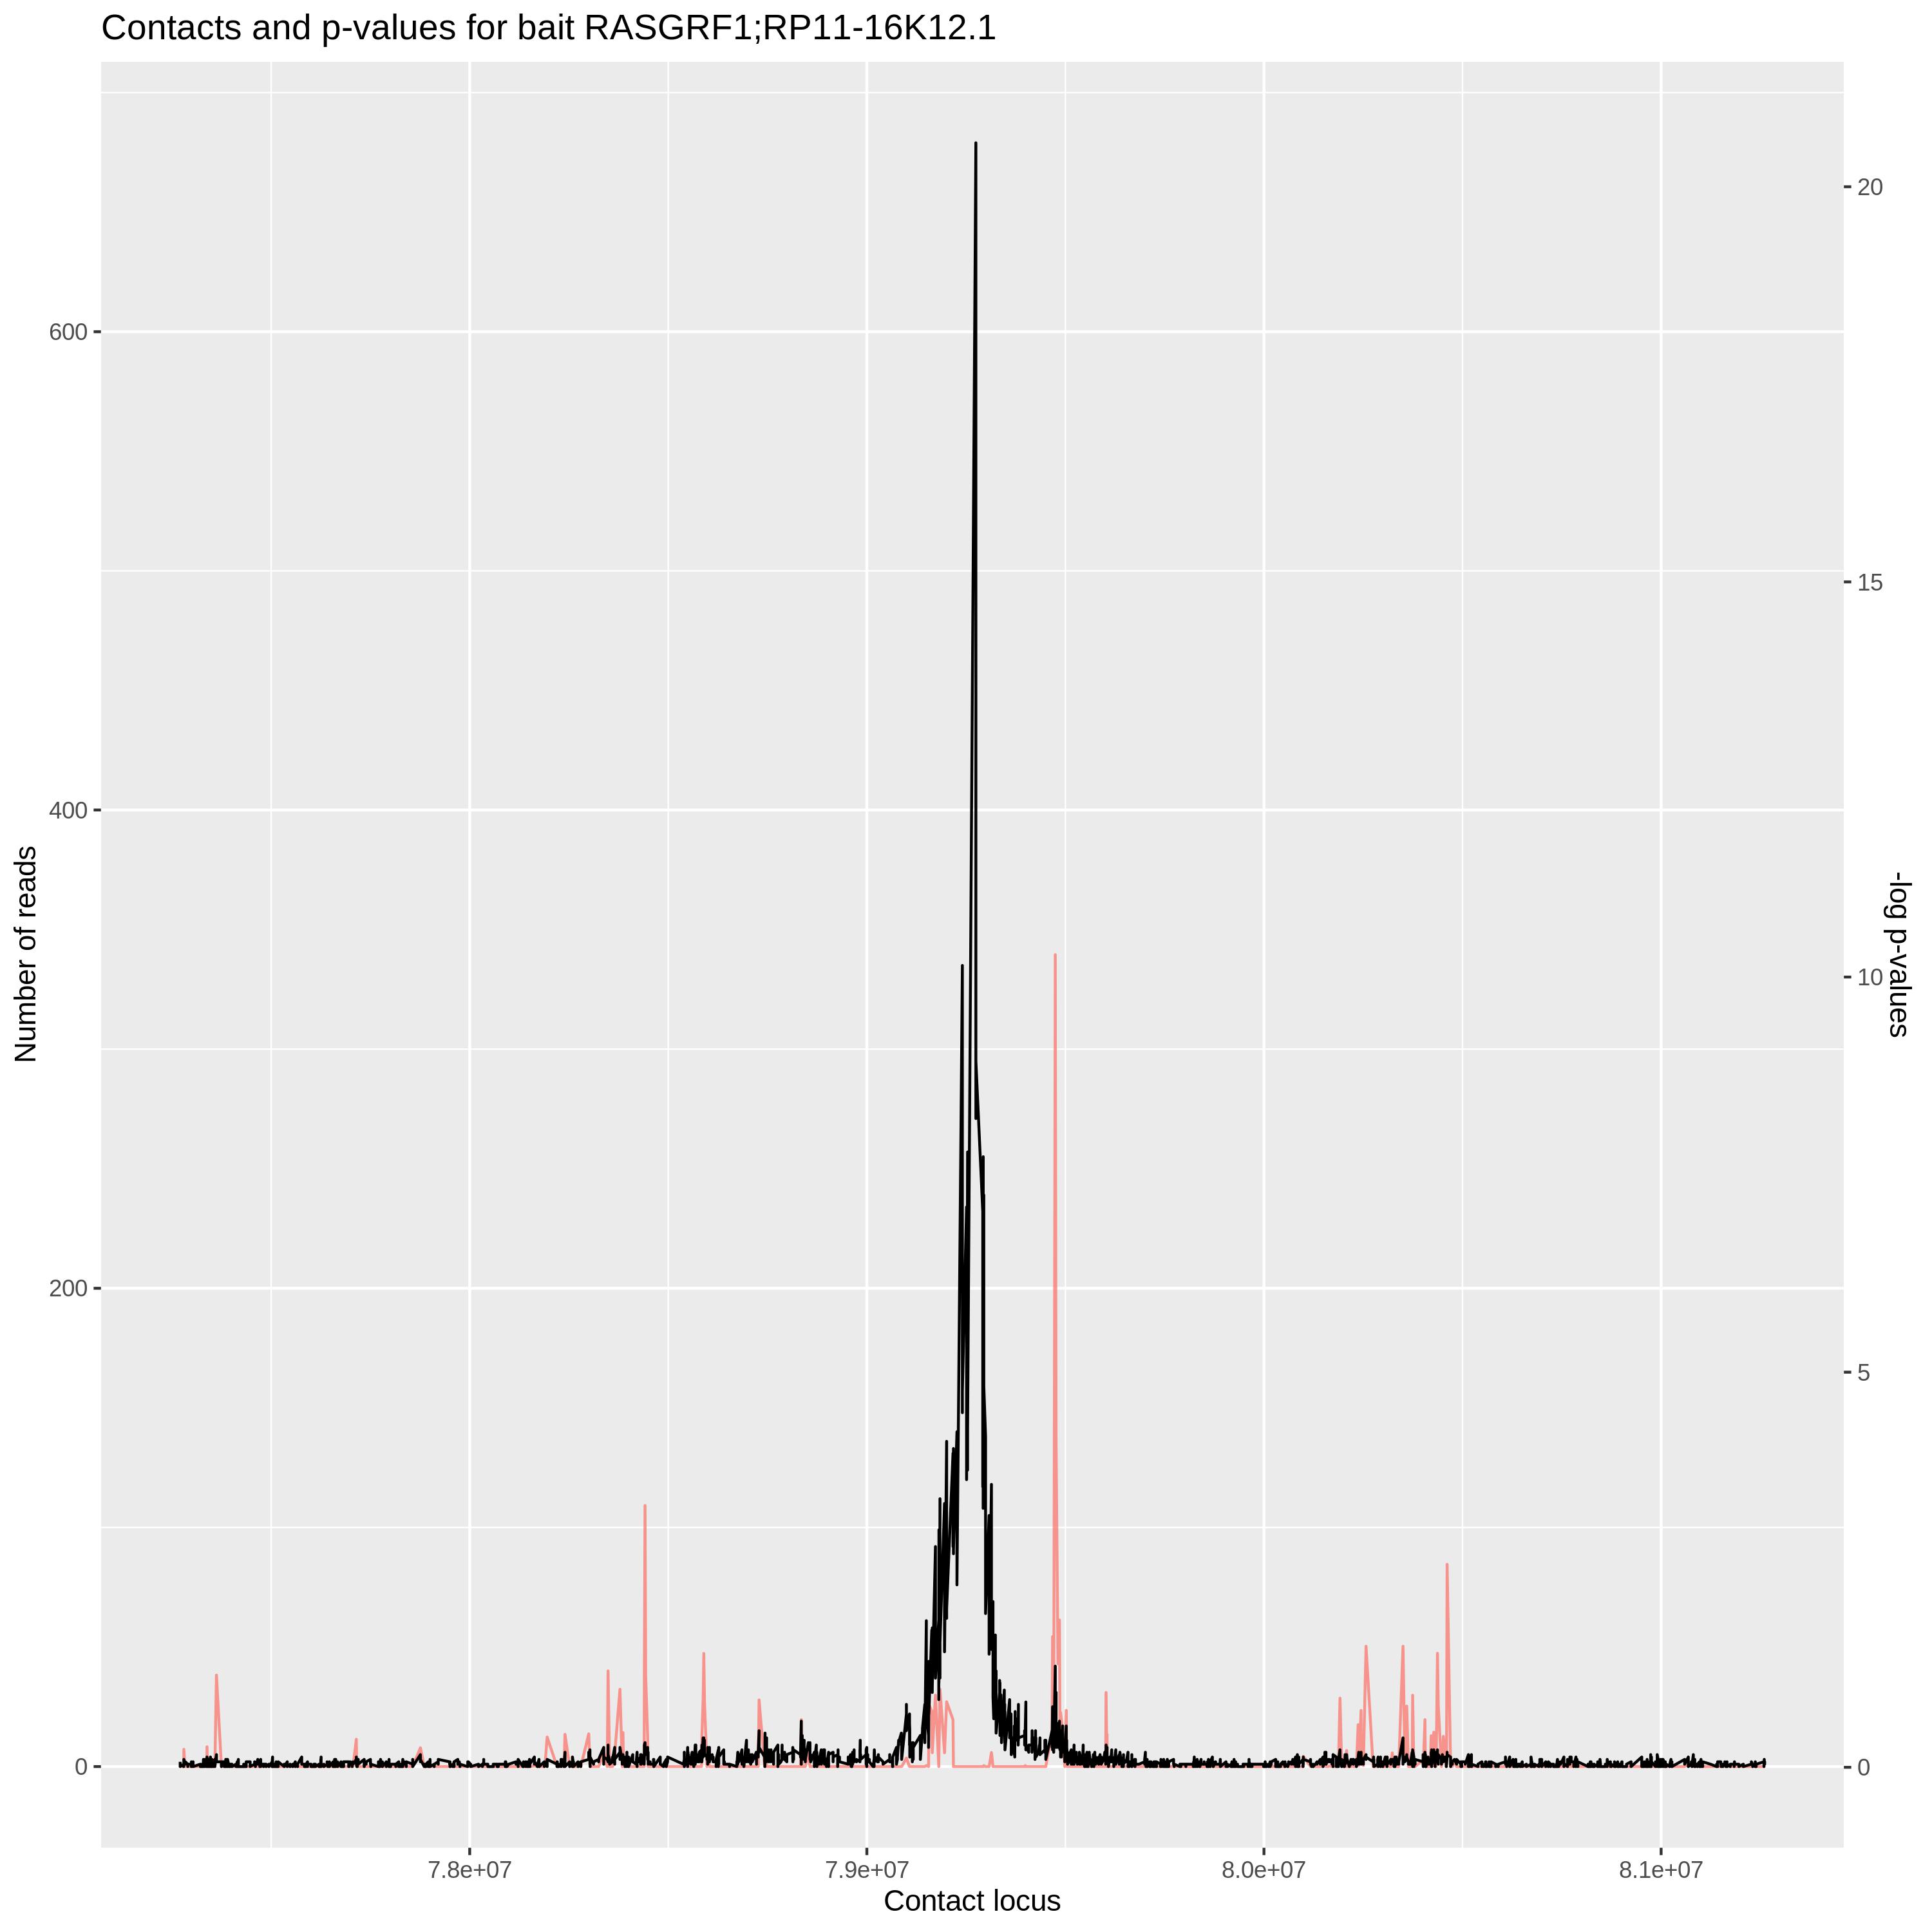 Contacts and p-values for bait RASGRF1;RP11-16K12.1
600
400
200
0
Number of reads
20
15
10
5
0
-log p-values
7.8e+07 7.9e+07 8.0e+07 8.1e+07
Contact locus